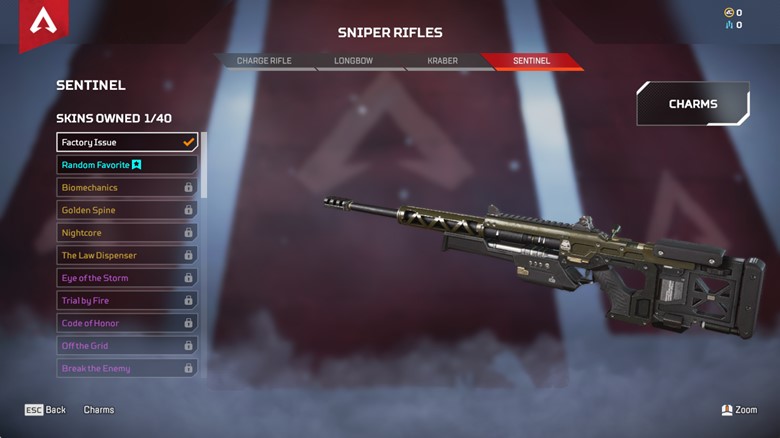 0
0
SNIPER RIFLES
CHARGE RIFLE LONGBOW KRABER SENTINEL
SENTINEL
SKINS OWNED 1/40
CHARMS
Factory Issue
Random Favorite
Biomechanics
Golden Spine
Nightcore
The Law Dispenser
Eye of the Storm
Trial by Fire
Code of Honor
Off the Grid
Break the Enemy
ESC Back Charms
Zoom